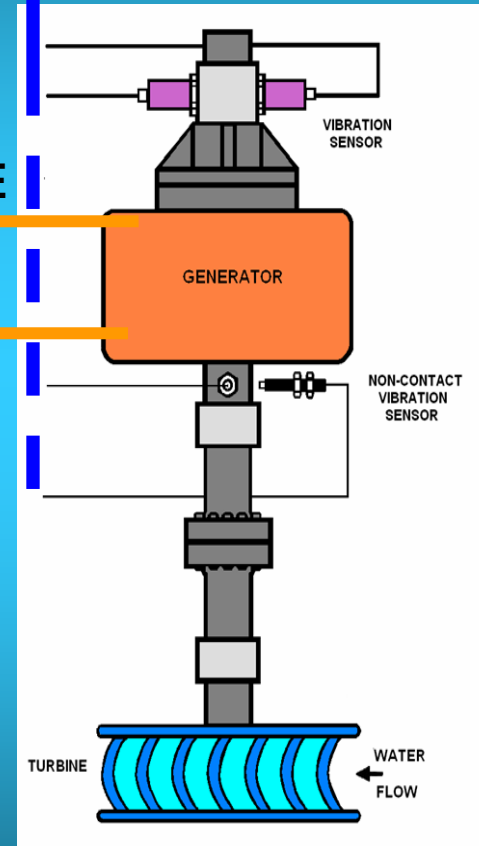 VIBRATION
SENSOR
E
GENERATOR
NON-CONTACT
VIBRATION
SENSOR
TURBINE
WATER
FLOW